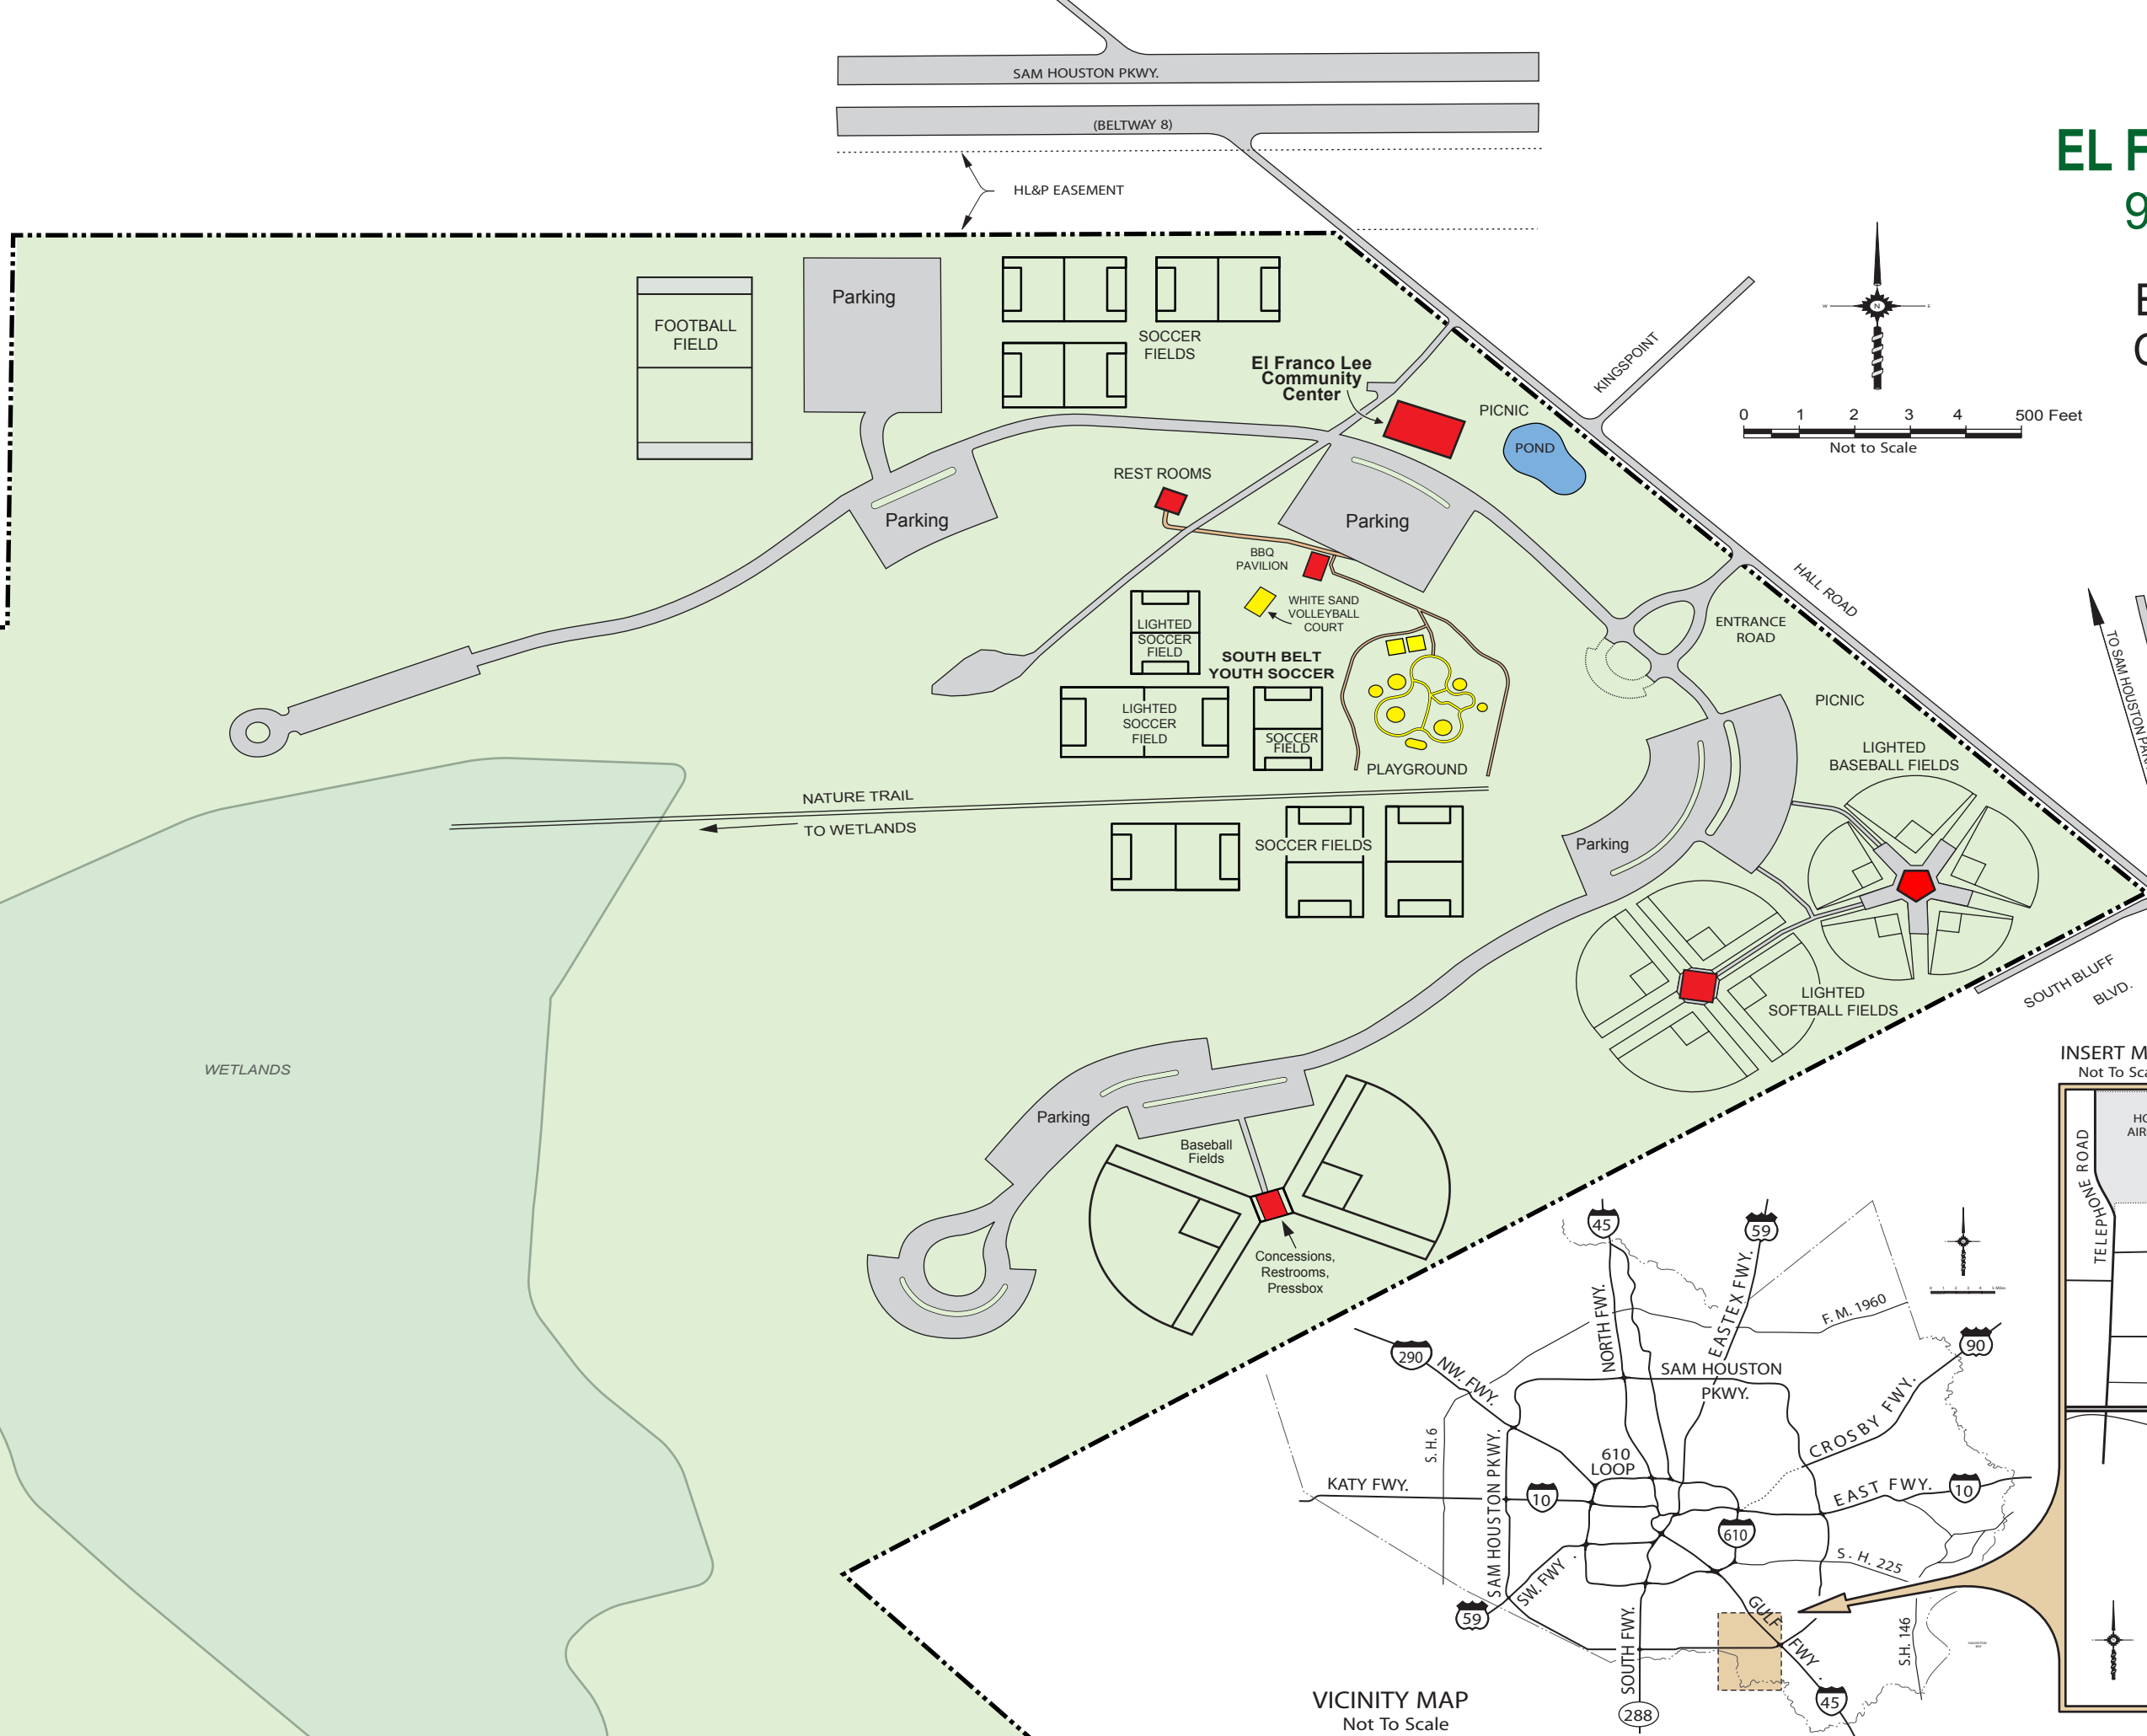 SAM HOUSTON PKWY.
(BELTWAY 8)
HL&P EASEMENT
EL F
9
E
C
W
N
E
KINGSPOINT
0 1 2 3 4 500 Feet
Not to Scale
Parking
FOOTBALL
FIELD
SOCCER
FIELDS
El Franco Lee
Community
Center
PICNIC
POND
REST ROOMS
Parking
Parking
BBQ
PAVILION
WHITE SAND
VOLLEYBALL
COURT
LIGHTED
SOCCER
FIELD
SOUTH BELT
YOUTH SOCCER
LIGHTED
SOCCER
FIELD
SOCCER
FIELD
PLAYGROUND
HALL ROAD
ENTRANCE
ROAD
TO SAM HOUSTON PARK
PICNIC
LIGHTED
BASEBALL FIELDS
NATURE TRAIL
TO WETLANDS
SOCCER FIELDS
Parking
LIGHTED
SOFTBALL FIELDS
SOUTH BLUFF
BLVD.
WETLANDS
Parking
Baseball
Fields
Concessions,
Restrooms,
Pressbox
INSERT M
Not To Sca
HO
AIR
TELEPHONE ROAD
45
59
NORTH FWY.
EASTEX FWY.
F. M. 1960
290
NW. FWY.
90
SAM HOUSTON
PKWY.
CROSBY FWY.
S. H. 6
SAM HOUSTON PKWY.
610
LOOP
KATY FWY.
10
EAST FWY.
10
610
S. H. 225
SW. FWY.
59
GULF FWY.
SOUTH FWY.
S.H. 146
45
288
VICINITY MAP
Not To Scale